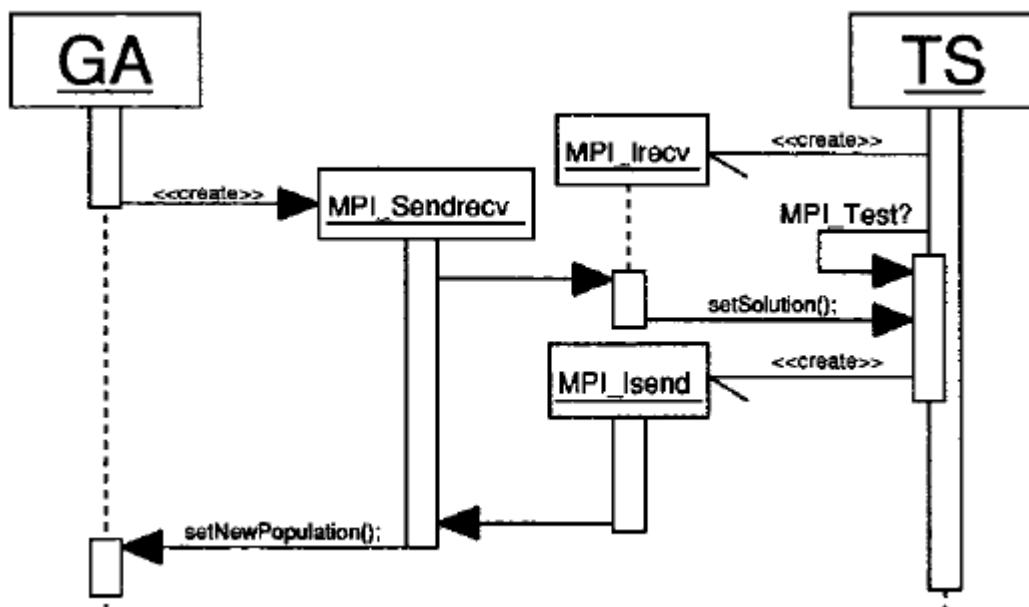 GA
TS
MPI_Irecv
<<create>>
<<create>>
MPI_Sendrecv
MPI_Test?
setSolution();
MPI_Isend
<<create>>
setNewPopulation();